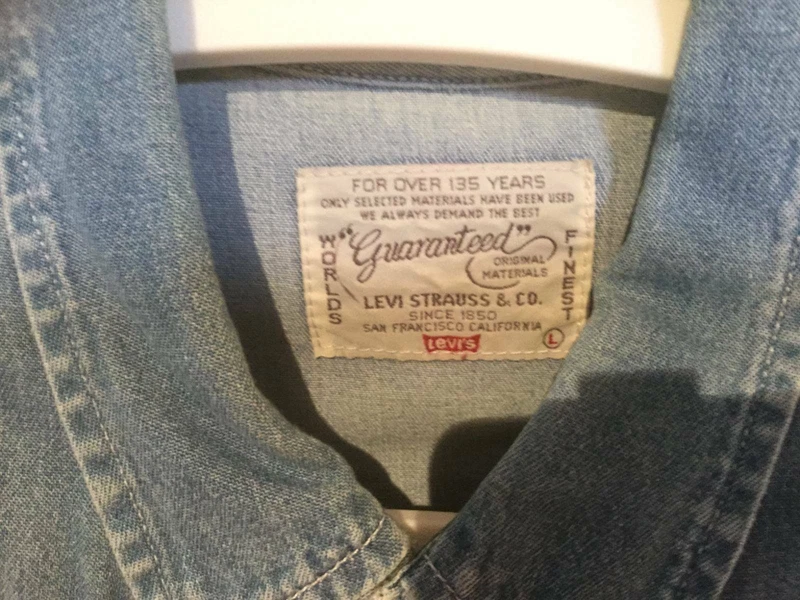 FOR OVER 135 YEARS
ONLY SELECTED MATERIALS HAVE BEEN USED
WE ALWAYS DEMAND THE BEST
WORLDS
"Guaranteed"
FINEST
ORIGINAL
MATERIALS
LEVI STRAUSS & CO.
SINCE 1850
SAN FRANCISCO CALIFORNIA
Levi's
L